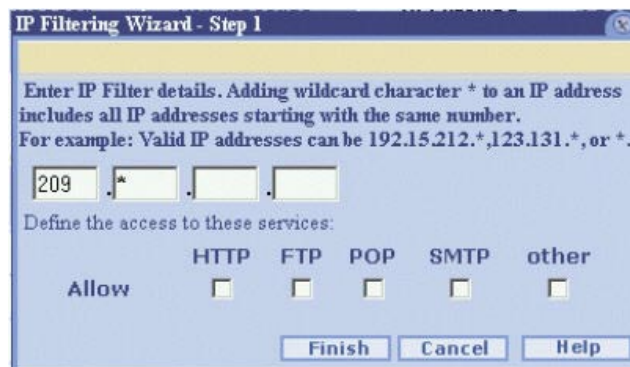 IP Filtering Wizard - Step 1
Enter IP Filter details. Adding wildcard character * to an IP address
includes all IP addresses starting with the same number.
For example: Valid IP addresses can be 192.15.212.*,123.131.*, or *.
209 .* . .
Define the access to these services:
HTTP FTP POP SMTP other
Allow
Finish Cancel Help